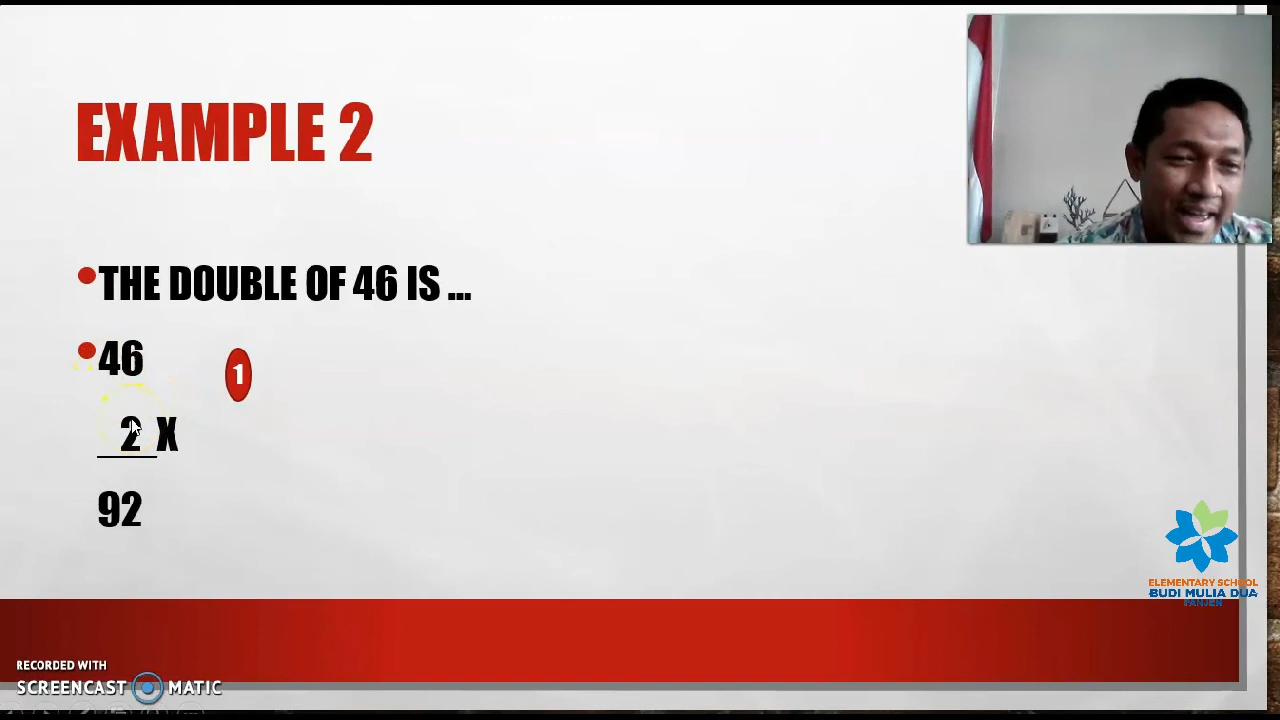 EXAMPLE 2
THE DOUBLE OF 46 IS ...
46
1
2 X
92
ELEMENTARY SCHOOL
BUDI MULIA DUA
PANJEN
RECORDED WITH
SCREENCAST MATIC